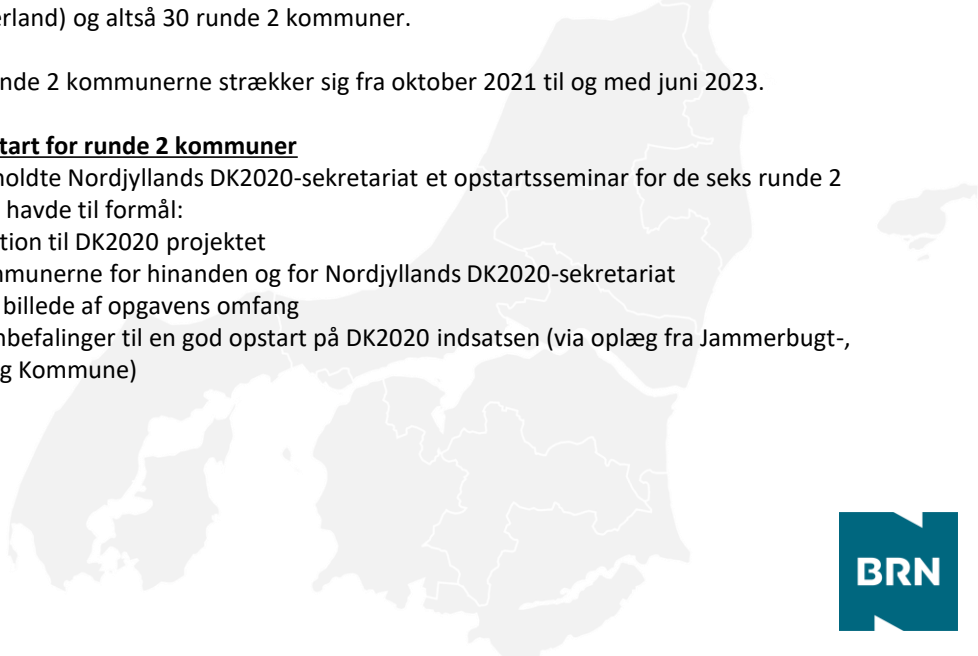 erland) og altså 30 runde 2 kommuner.
nde 2 kommunerne strækker sig fra oktober 2021 til og med juni 2023.
tart for runde 2 kommuner
holdte Nordjyllands DK2020-sekretariat et opstartsseminar for de seks runde 2
havde til formål:
tion til DK2020 projektet
mmunerne for hinanden og for Nordjyllands DK2020-sekretariat
billede af opgavens omfang
nbefalinger til en god opstart på DK2020 indsatsen (via oplæg fra Jammerbugt-,
g Kommune)
BRN